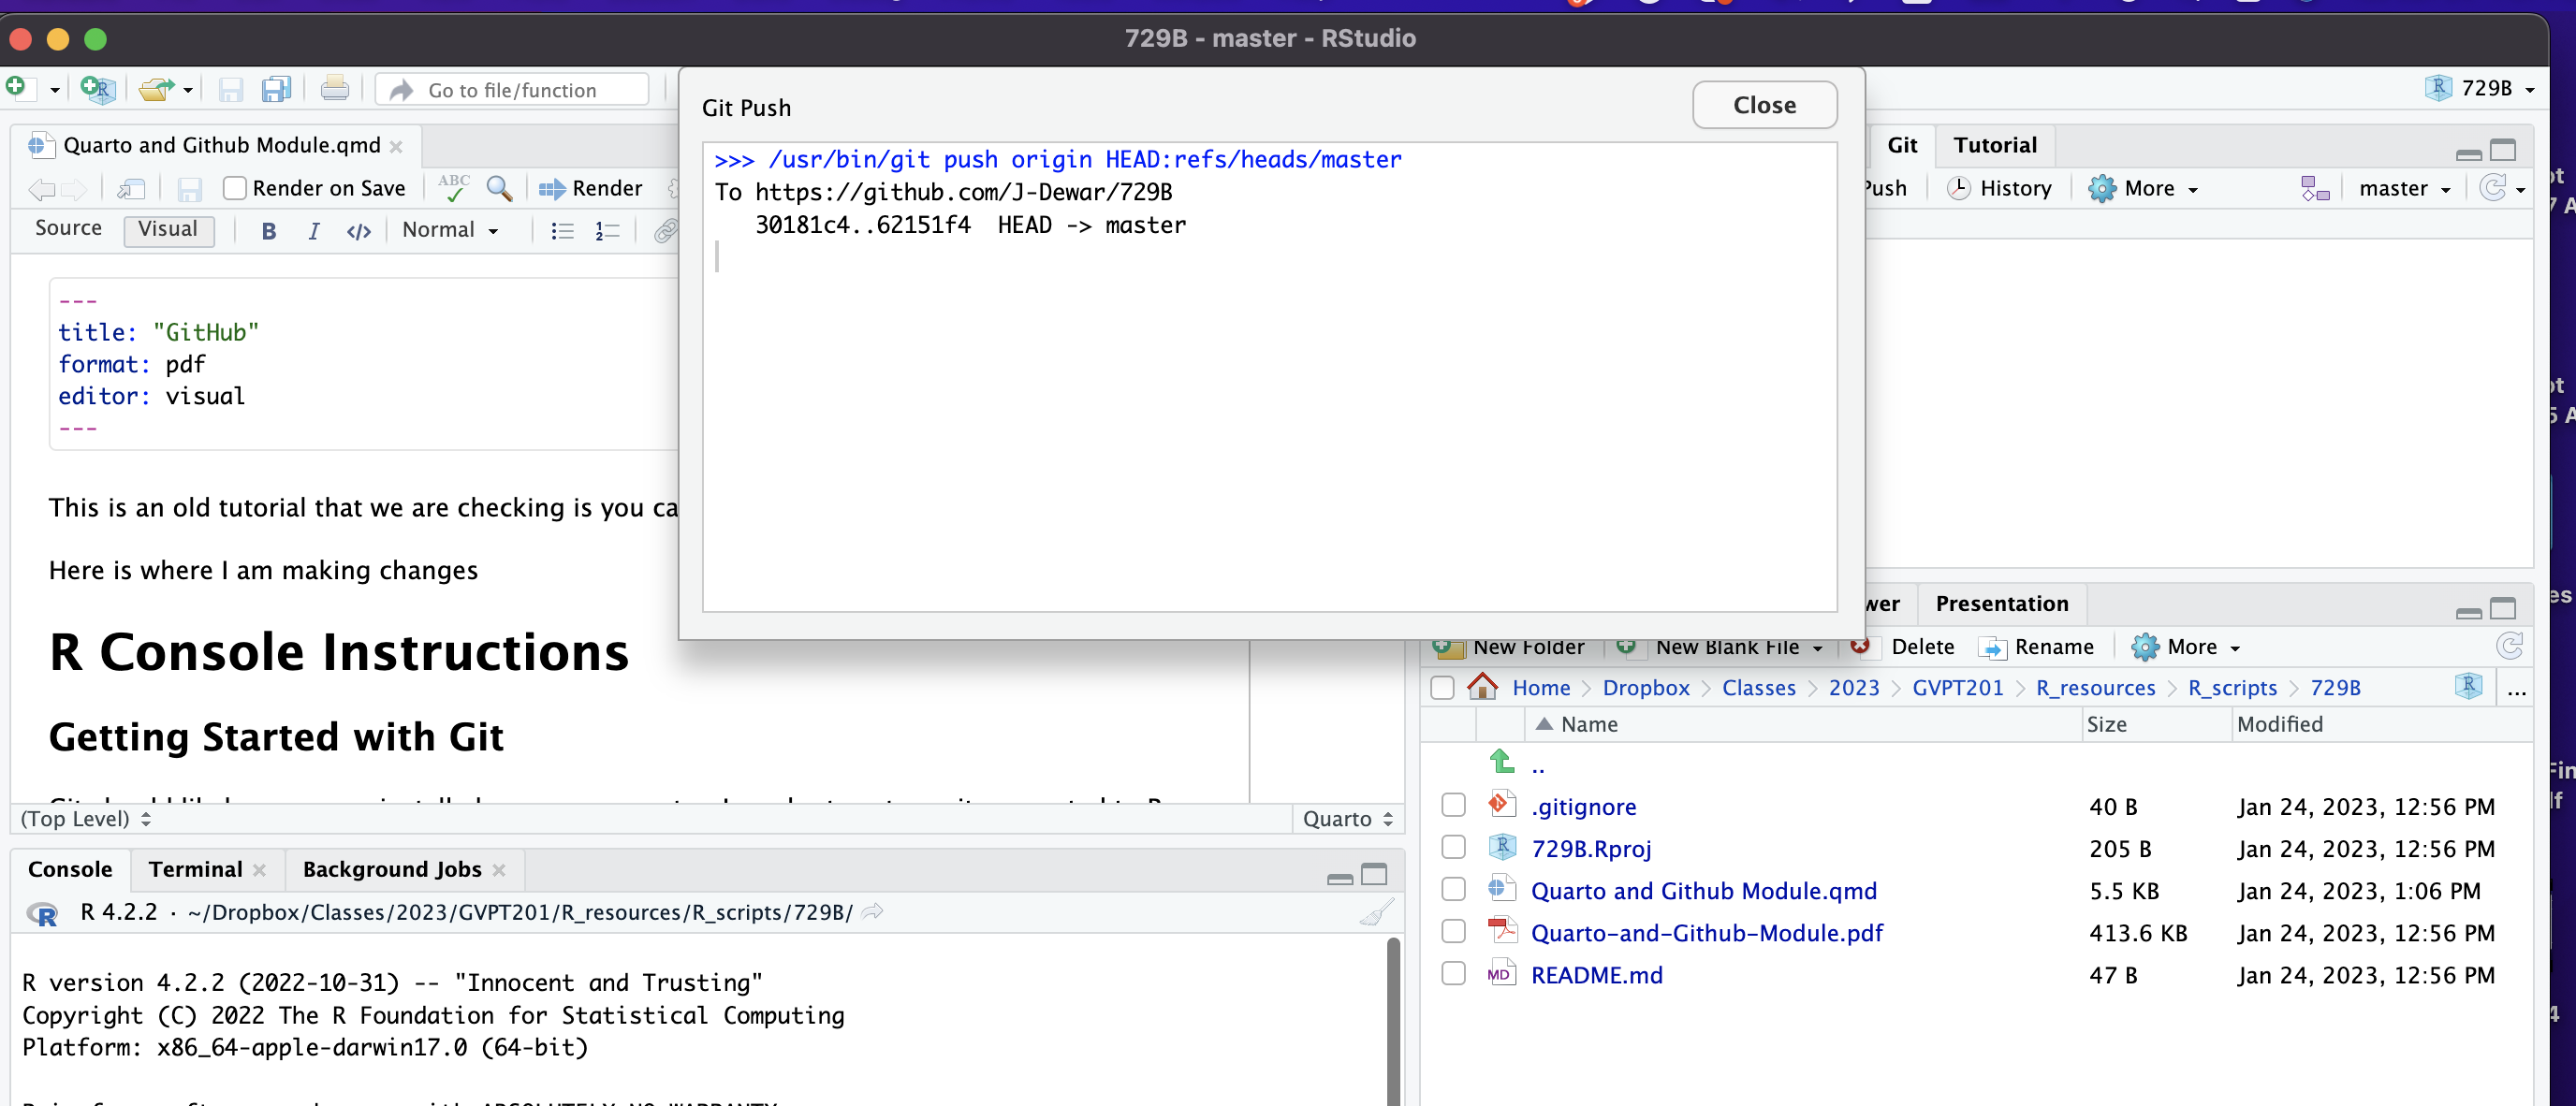 729B - master - RStudio
Go to file/function
729B
Git Push
Close
>>> /usr/bin/git push origin HEAD:refs/heads/master
To https://github.com/J-Dewar/729B
30181c4..62151f4 HEAD -> master
Quarto and Github Module.qmd
Render on Save
ABC
Render
Source
Visual
B
I
</>
Normal
---
title: "GitHub"
format: pdf
editor: visual
---
This is an old tutorial that we are checking is you ca
Here is where I am making changes
R Console Instructions
Getting Started with Git
(Top Level)
Quarto
Git
Tutorial
History
More
master
Presentation
New Folder
New Blank File
Delete
Rename
More
Home
Dropbox
Classes
2023
GVPT201
R_resources
R_scripts
729B
...
Name
Size
Modified
..
.gitignore 40 B Jan 24, 2023, 12:56 PM
729B.Rproj 205 B Jan 24, 2023, 12:56 PM
Quarto and Github Module.qmd 5.5 KB Jan 24, 2023, 1:06 PM
Quarto-and-Github-Module.pdf 413.6 KB Jan 24, 2023, 12:56 PM
MD README.md 47 B Jan 24, 2023, 12:56 PM
Console
Terminal
Background Jobs
R 4.2.2 · ~/Dropbox/Classes/2023/GVPT201/R_resources/R_scripts/729B/
R version 4.2.2 (2022-10-31) -- "Innocent and Trusting"
Copyright (C) 2022 The R Foundation for Statistical Computing
Platform: x86_64-apple-darwin17.0 (64-bit)